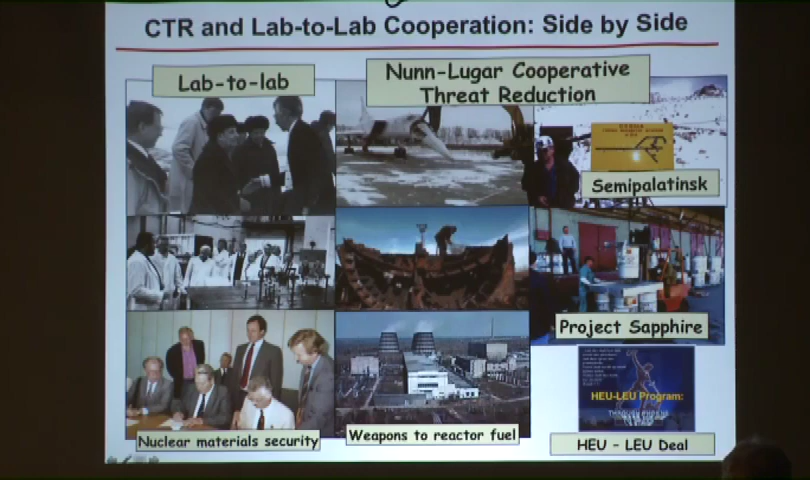 CTR and Lab-to-Lab Cooperation: Side by Side
Lab-to-lab
Nunn-Lugar Cooperative
Threat Reduction
Semipalatinsk
Project Sapphire
HEU-LEU Program:
Nuclear materials security
Weapons to reactor fuel
HEU - LEU Deal